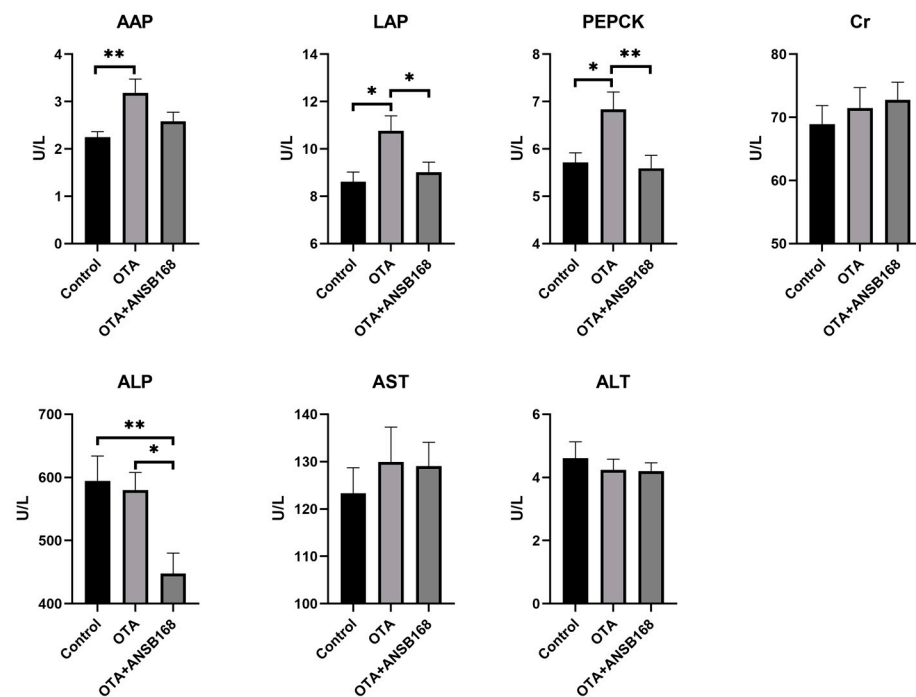 AAP
**
U/L
4
3
2
1
0
Control
OTA
OTA+ANSB168
LAP
*
*
U/L
14
12
10
8
6
Control
OTA
OTA+ANSB168
PEPCK
*
**
U/L
8
7
6
5
4
Control
OTA
OTA+ANSB168
Cr
U/L
80
70
60
50
Control
OTA
OTA+ANSB168
ALP
**
*
U/L
700
600
500
400
Control
OTA
OTA+ANSB168
AST
U/L
140
130
120
110
100
Control
OTA
OTA+ANSB168
ALT
U/L
6
4
2
0
Control
OTA
OTA+ANSB168